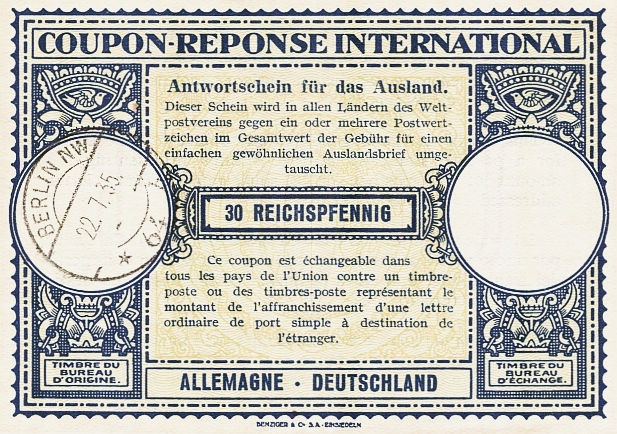 COUPON-REPONSE INTERNATIONAL
Antwortschein für das Ausland.
Dieser Schein wird in allen Ländern des Welt-
postvereins gegen ein oder mehrere Postwert-
zeichen im Gesamtwert der Gebühr für einen
einfachen gewöhnlichen Auslandsbrief umge-
tauscht.
BERLIN NW
22.7.35.
64
30 REICHSPFENNIG
Ce coupon est échangeable dans
tous les pays de l'Union contre un timbre-
poste ou des timbres-poste représentant le
montant de l'affranchissement d'une lettre
ordinaire de port simple à destination de
l'étranger.
TIMBRE DU
BUREAU
D'ORIGINE.
TIMBRE DU
BUREAU
D'ÉCHANGE.
ALLEMAGNE · DEUTSCHLAND
BENZIGER & Co S.A. - EINSIEDELN